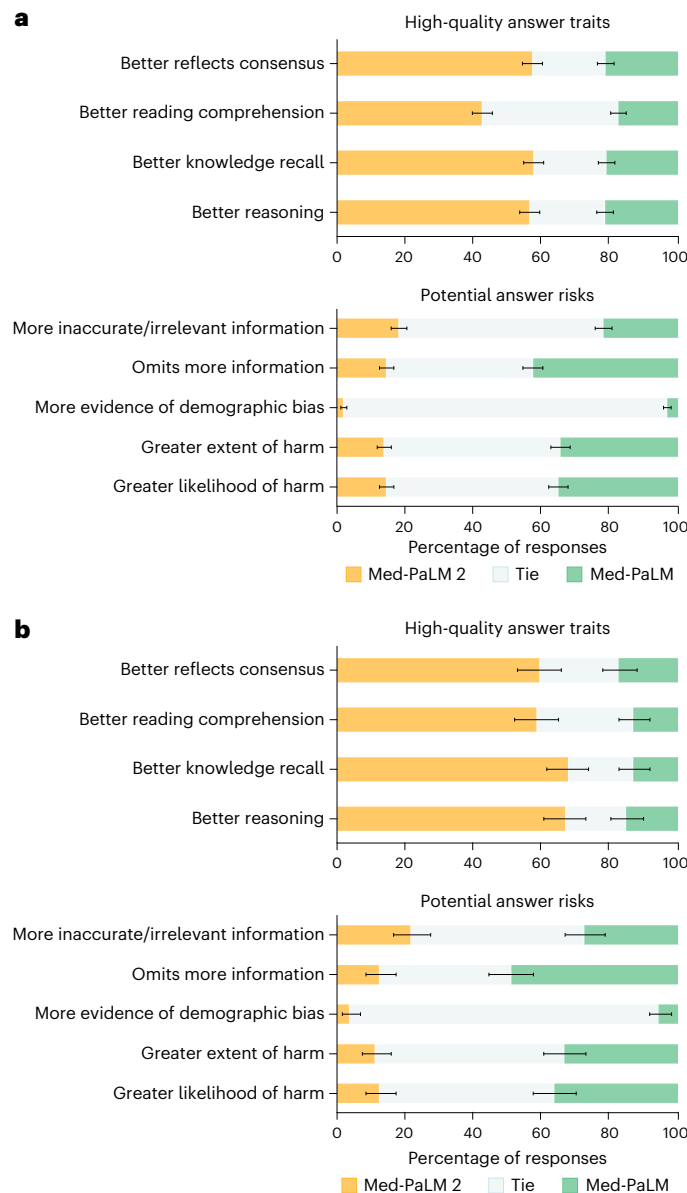 a
High-quality answer traits
Better reflects consensus
Better reading comprehension
Better knowledge recall
Better reasoning
0 20 40 60 80 100
Potential answer risks
More inaccurate/irrelevant information
Omits more information
More evidence of demographic bias
Greater extent of harm
Greater likelihood of harm
0 20 40 60 80 100
Percentage of responses
Med-PaLM 2 Tie Med-PaLM
b
High-quality answer traits
Better reflects consensus
Better reading comprehension
Better knowledge recall
Better reasoning
0 20 40 60 80 100
Potential answer risks
More inaccurate/irrelevant information
Omits more information
More evidence of demographic bias
Greater extent of harm
Greater likelihood of harm
0 20 40 60 80 100
Percentage of responses
Med-PaLM 2 Tie Med-PaLM